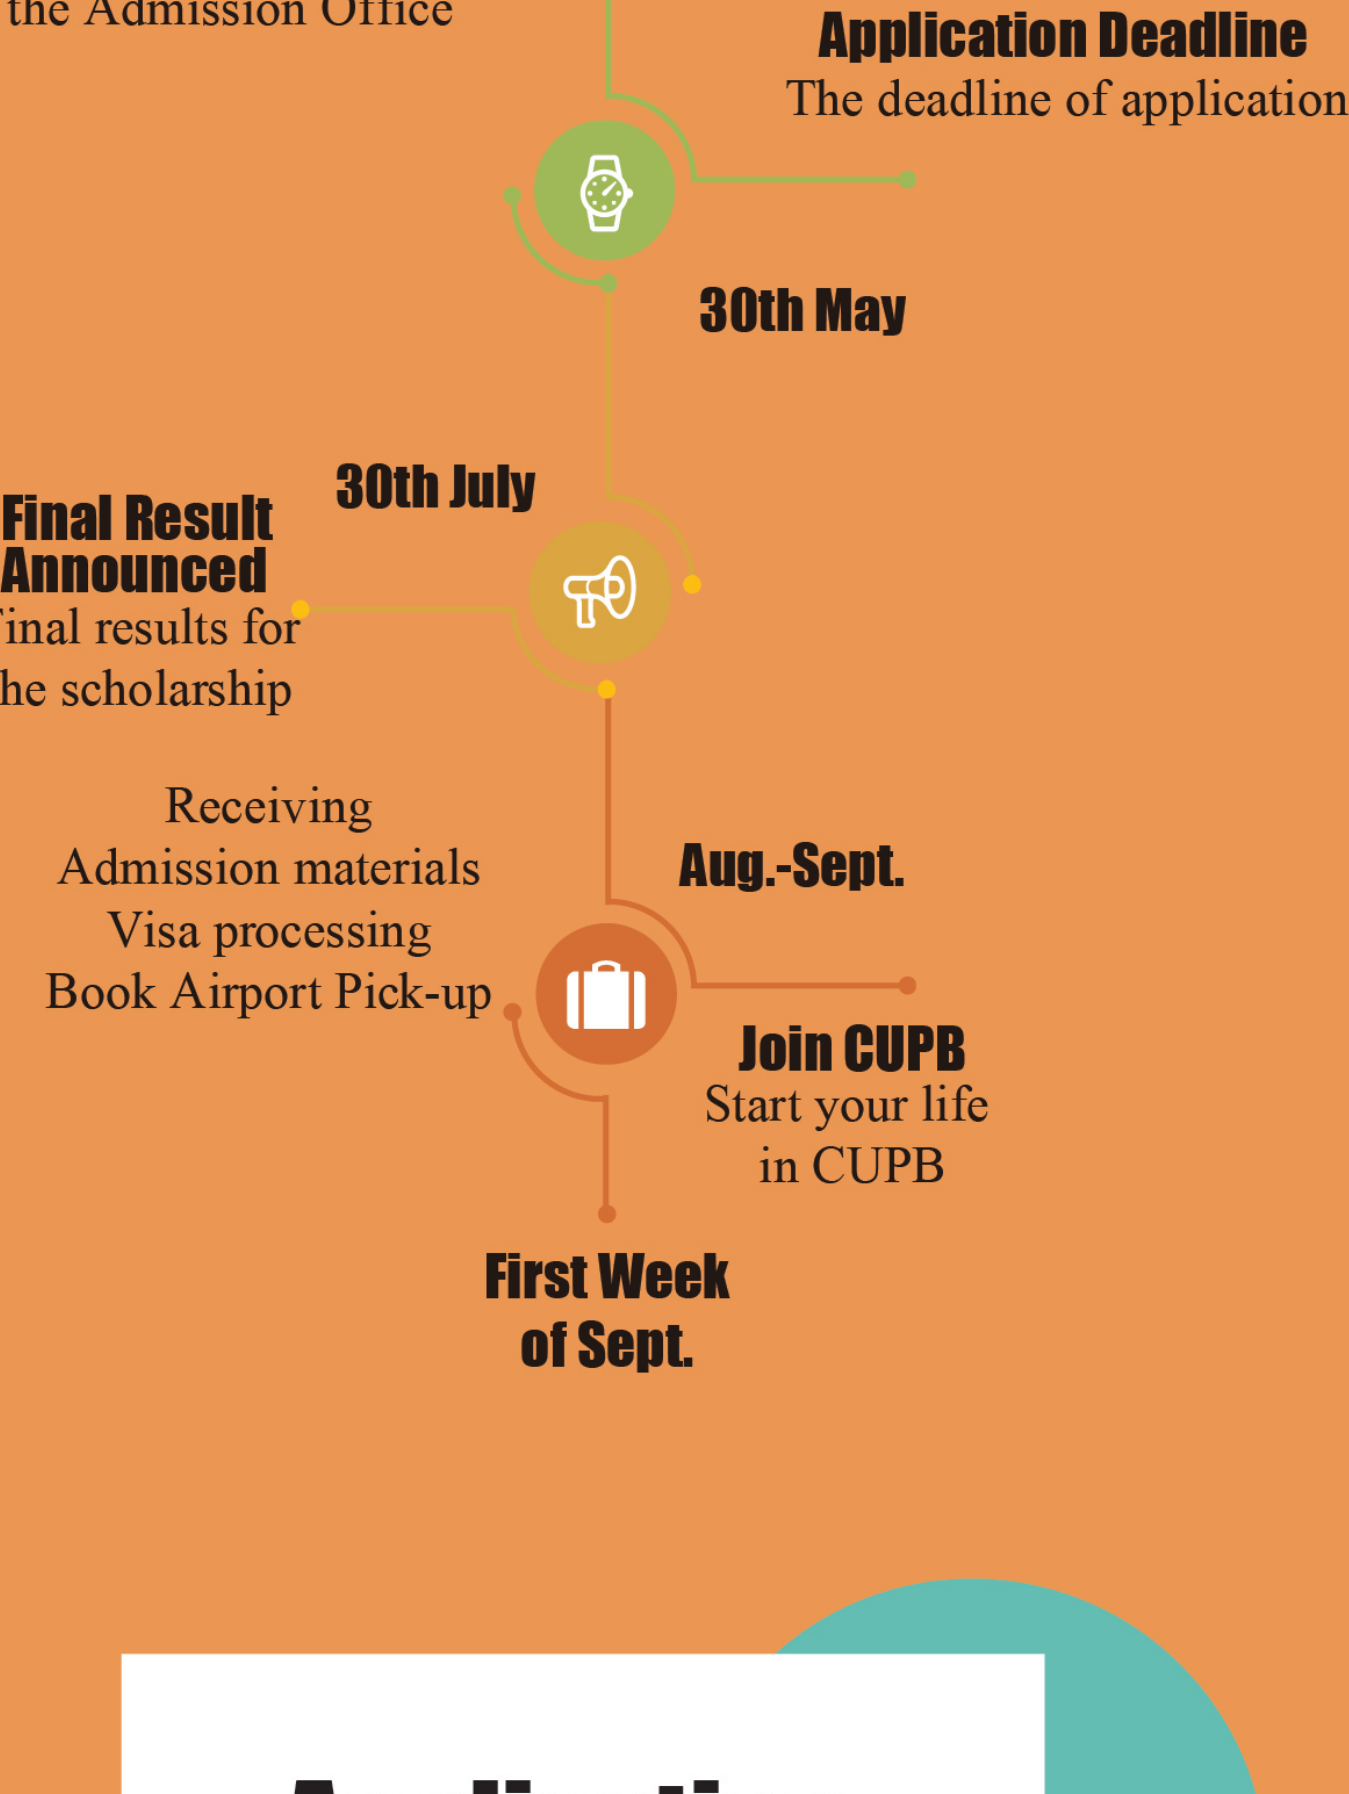 the Admission Office
Application Deadline
The deadline of application
30th May
30th July
Final Result
Announced
inal results for
he scholarship
Receiving
Admission materials
Visa processing
Book Airport Pick-up
Aug.-Sept.
Join CUPB
Start your life
in CUPB
First Week
of Sept.